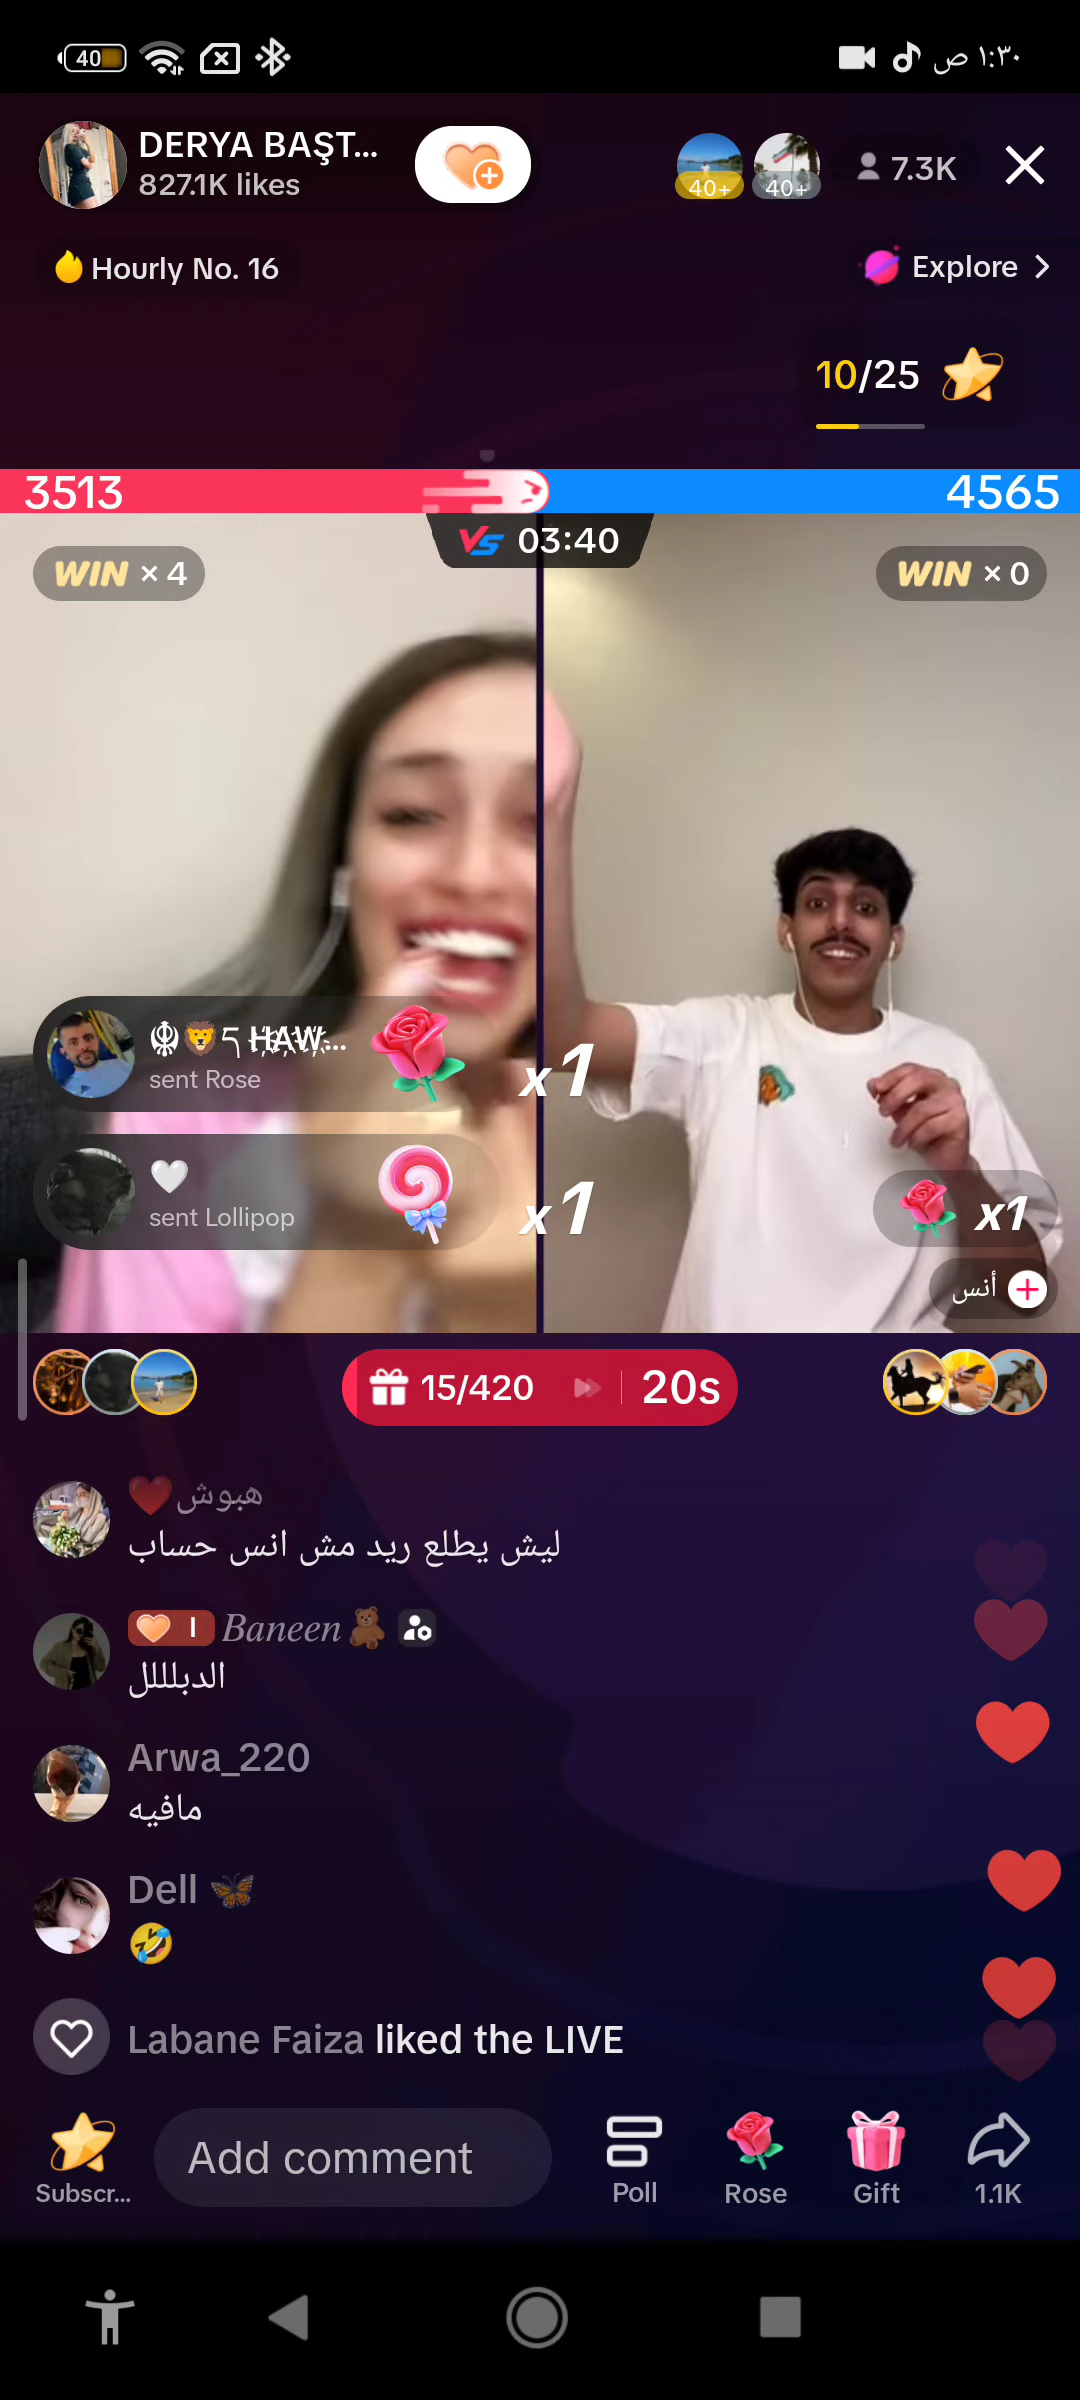 40
١:٣٠ ص
DERYA BAŞT...
827.1K likes
40+
40+
7.3K
Hourly No. 16
Explore
10/25
3513
4565
VS 03:40
WIN × 4
WIN × 0
HAW...
sent Rose
x1
🤍
sent Lollipop
x1
x1
أنس
15/420
20s
هبوش❤️
ليش يطلع ريد مش انس حساب
I Baneen🧸
الدبلللل
Arwa_220
مافيه
Dell 🦋
🤣
Labane Faiza liked the LIVE
Subscr...
Add comment
Poll
Rose
Gift
1.1K